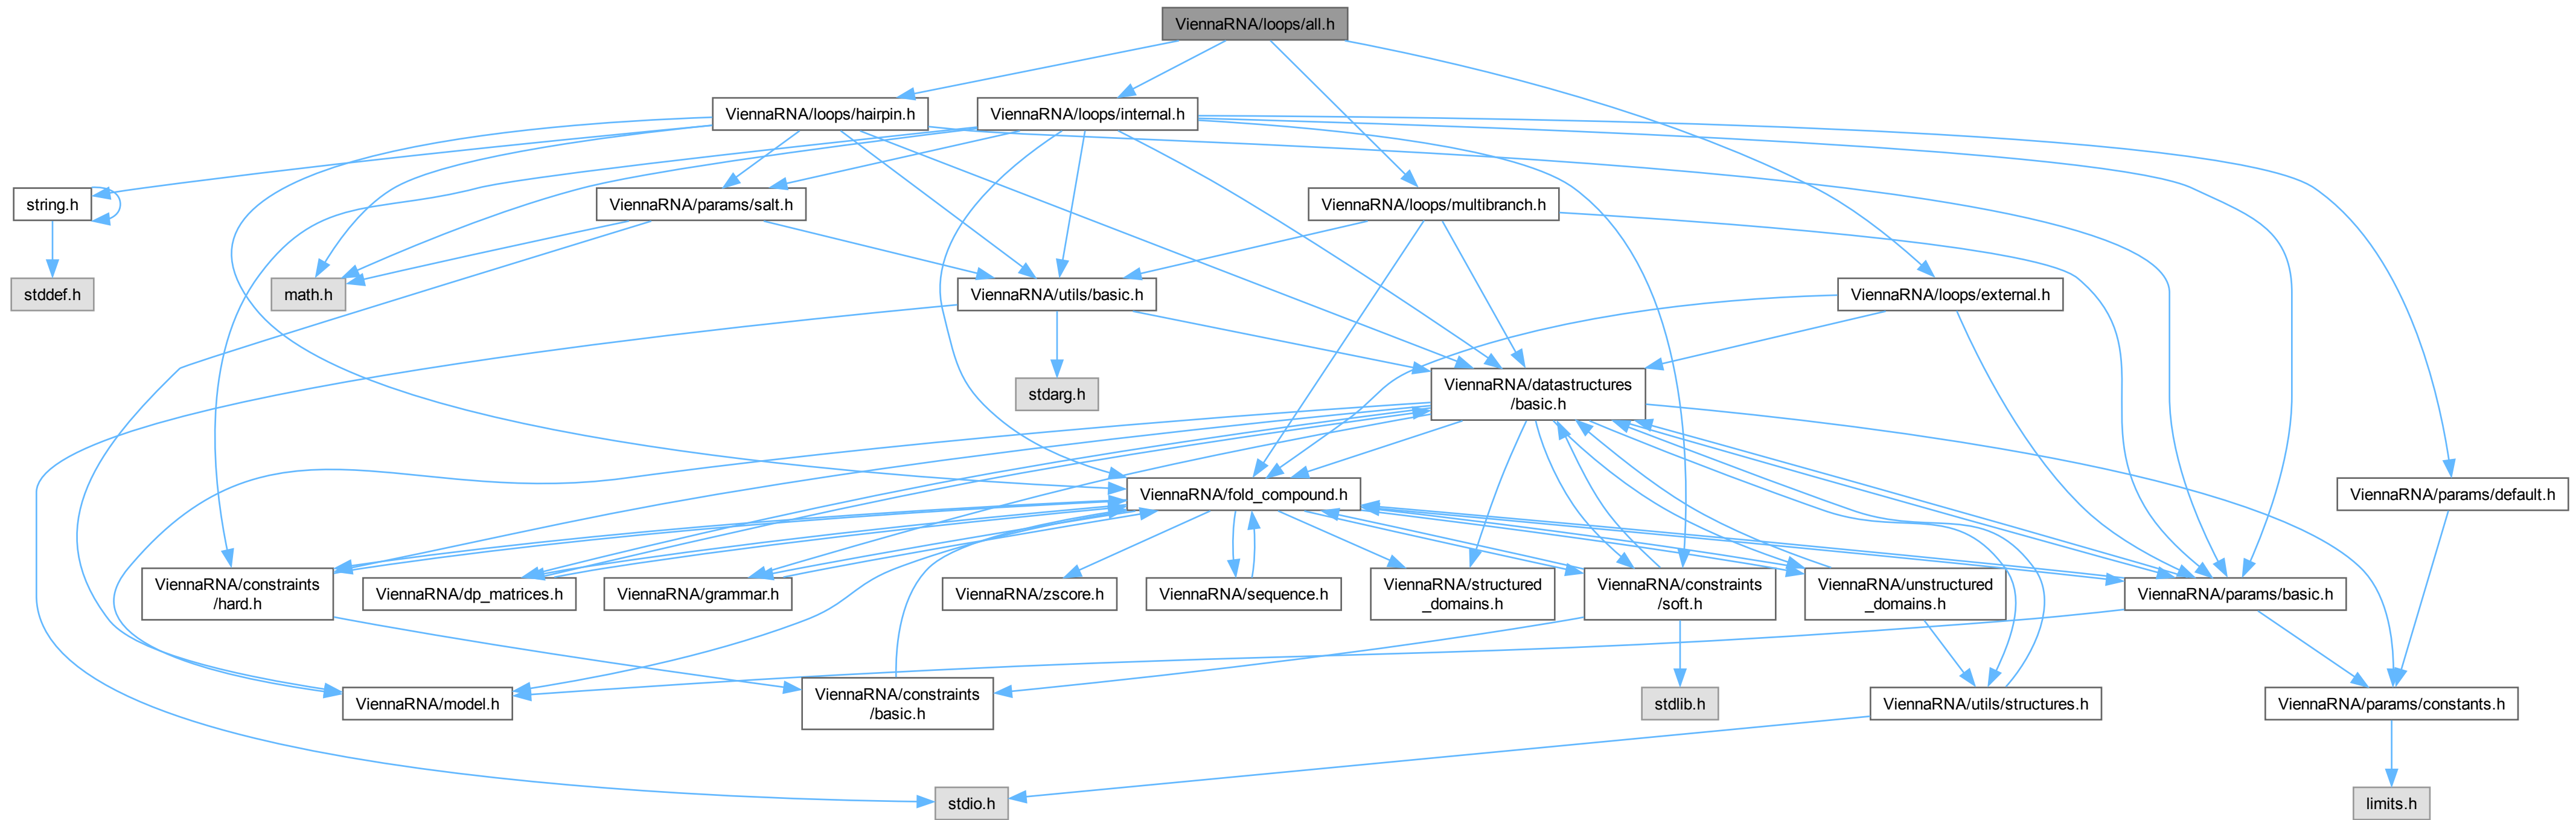 ViennaRNA/loops/all.h
ViennaRNA/loops/hairpin.h
ViennaRNA/loops/internal.h
string.h
ViennaRNA/params/salt.h
ViennaRNA/loops/multibranch.h
stddef.h
math.h
ViennaRNA/utils/basic.h
ViennaRNA/loops/external.h
stdarg.h
ViennaRNA/datastructures
/basic.h
ViennaRNA/fold_compound.h
ViennaRNA/params/default.h
ViennaRNA/constraints
/hard.h
ViennaRNA/dp_matrices.h
ViennaRNA/grammar.h
ViennaRNA/zscore.h
ViennaRNA/sequence.h
ViennaRNA/structured
_domains.h
ViennaRNA/constraints
/soft.h
ViennaRNA/unstructured
_domains.h
ViennaRNA/params/basic.h
ViennaRNA/model.h
ViennaRNA/constraints
/basic.h
stdlib.h
ViennaRNA/utils/structures.h
ViennaRNA/params/constants.h
stdio.h
limits.h